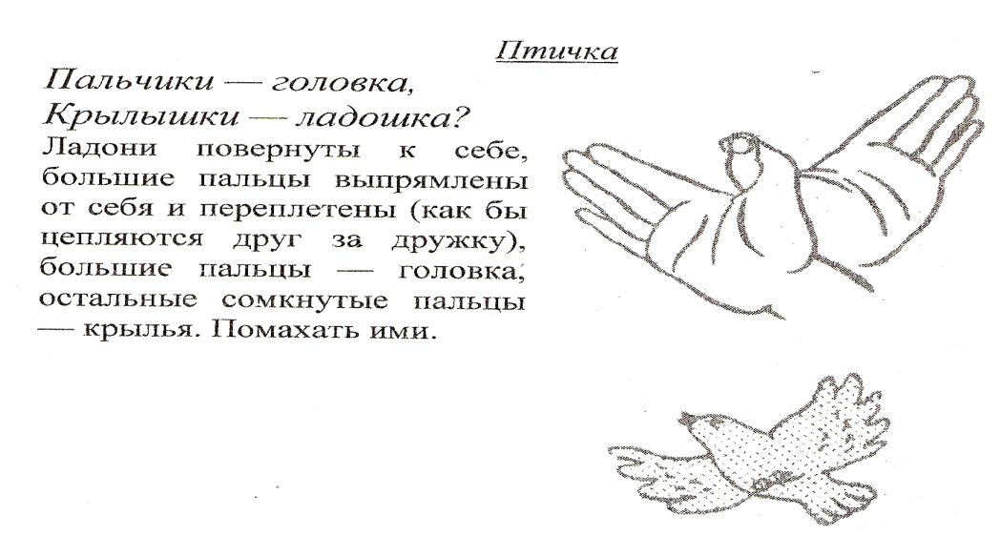 Птичка
Пальчики — головка,
Крылышки — ладошка?
Ладони повернуты к себе,
большие пальцы выпрямлены
от себя и переплетены (как бы
цепляются друг за дружку),
большие пальцы — головка,
остальные сомкнутые пальцы
— крылья. Помахать ими.